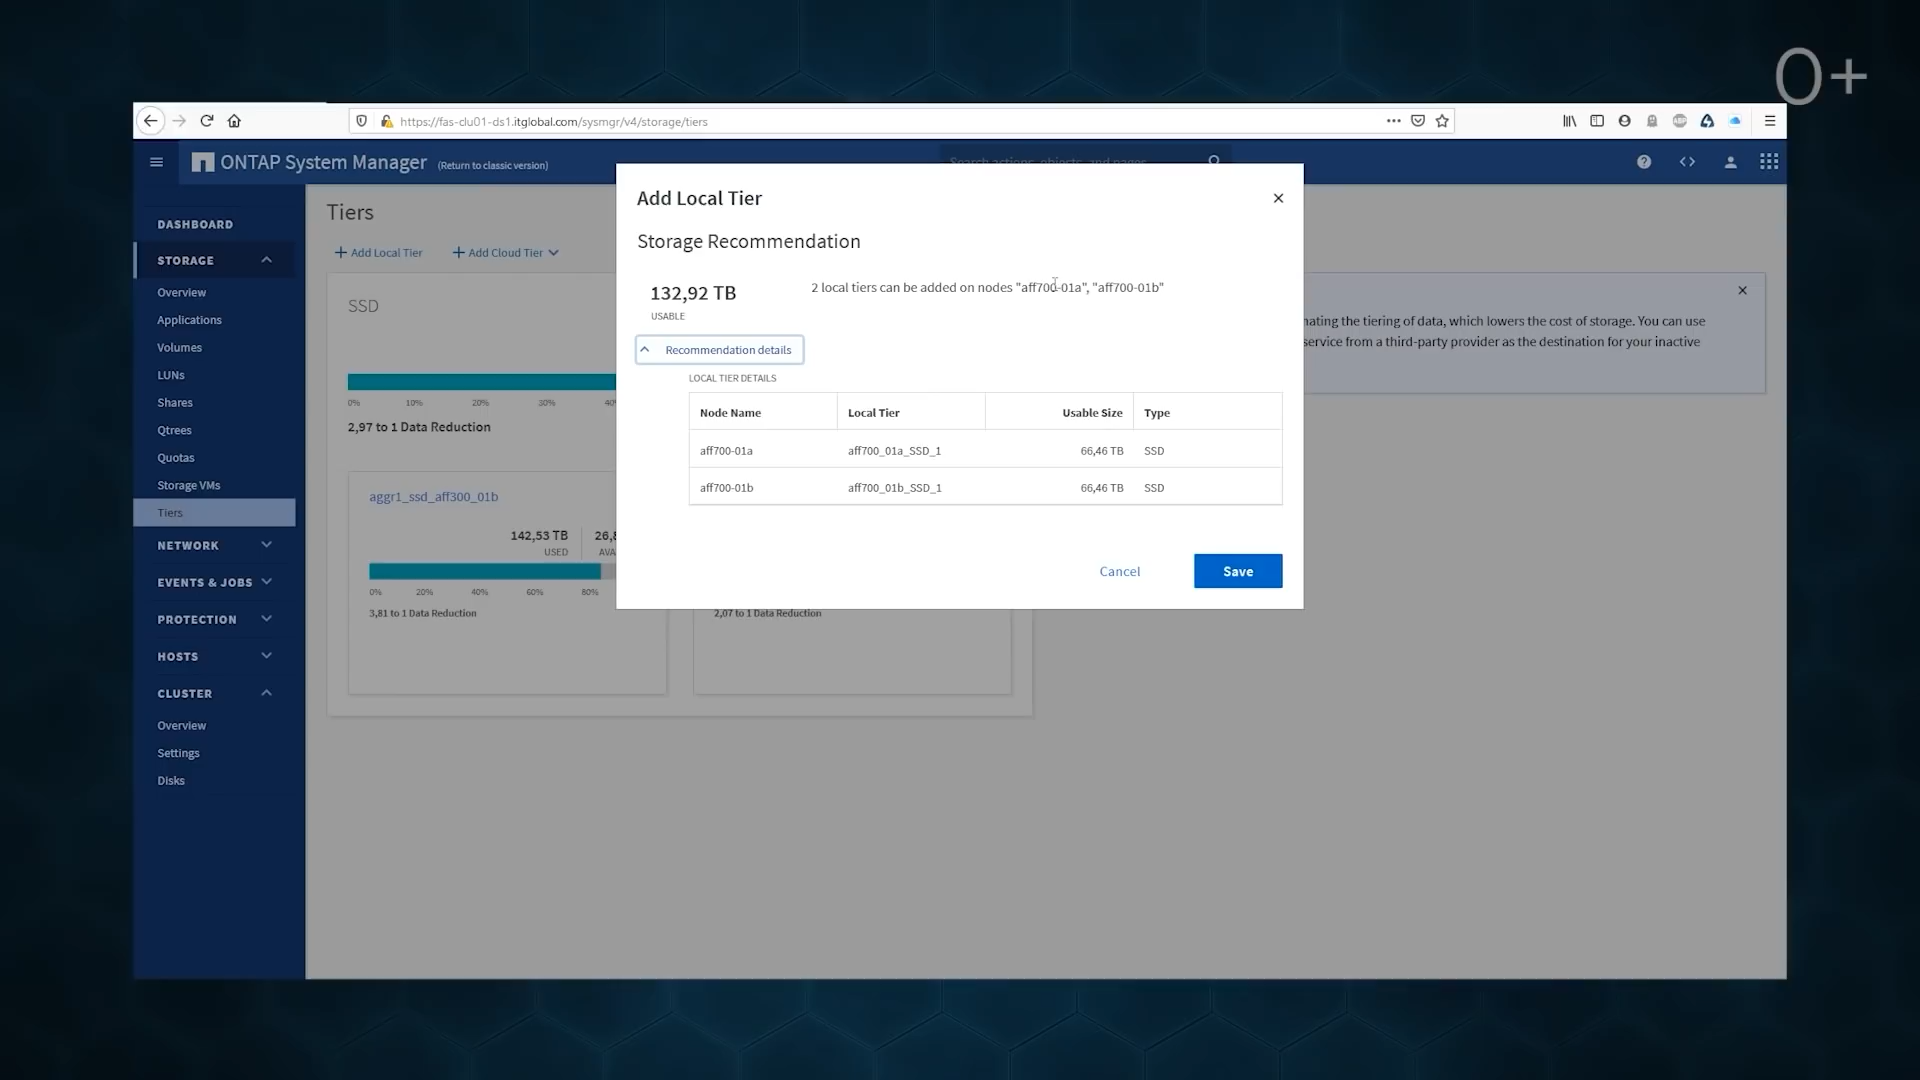 0+
https://fas-clu01-ds1.itglobal.com/sysmgr/v4/storage/tiers
ONTAP System Manager (Return to classic version)
Search actions, objects, and pages
DASHBOARD
STORAGE
Overview
Applications
Volumes
LUNs
Shares
Qtrees
Quotas
Storage VMs
Tiers
NETWORK
EVENTS & JOBS
PROTECTION
HOSTS
CLUSTER
Overview
Settings
Disks
Tiers
+ Add Local Tier + Add Cloud Tier
SSD
0% 10% 20% 30%
2,97 to 1 Data Reduction
aggr1_ssd_aff300_01b
142,53 TB
USED
0% 20% 40% 60% 80%
3,81 to 1 Data Reduction
2,07 to 1 Data Reduction
Add Local Tier
Storage Recommendation
132,92 TB
USABLE
2 local tiers can be added on nodes "aff700-01a", "aff700-01b"
Recommendation details
LOCAL TIER DETAILS
Node Name Local Tier Usable Size Type
aff700-01a aff700_01a_SSD_1 66,46 TB SSD
aff700-01b aff700_01b_SSD_1 66,46 TB SSD
Cancel Save
the tiering of data, which lowers the cost of storage. You can use
service from a third-party provider as the destination for your inactive